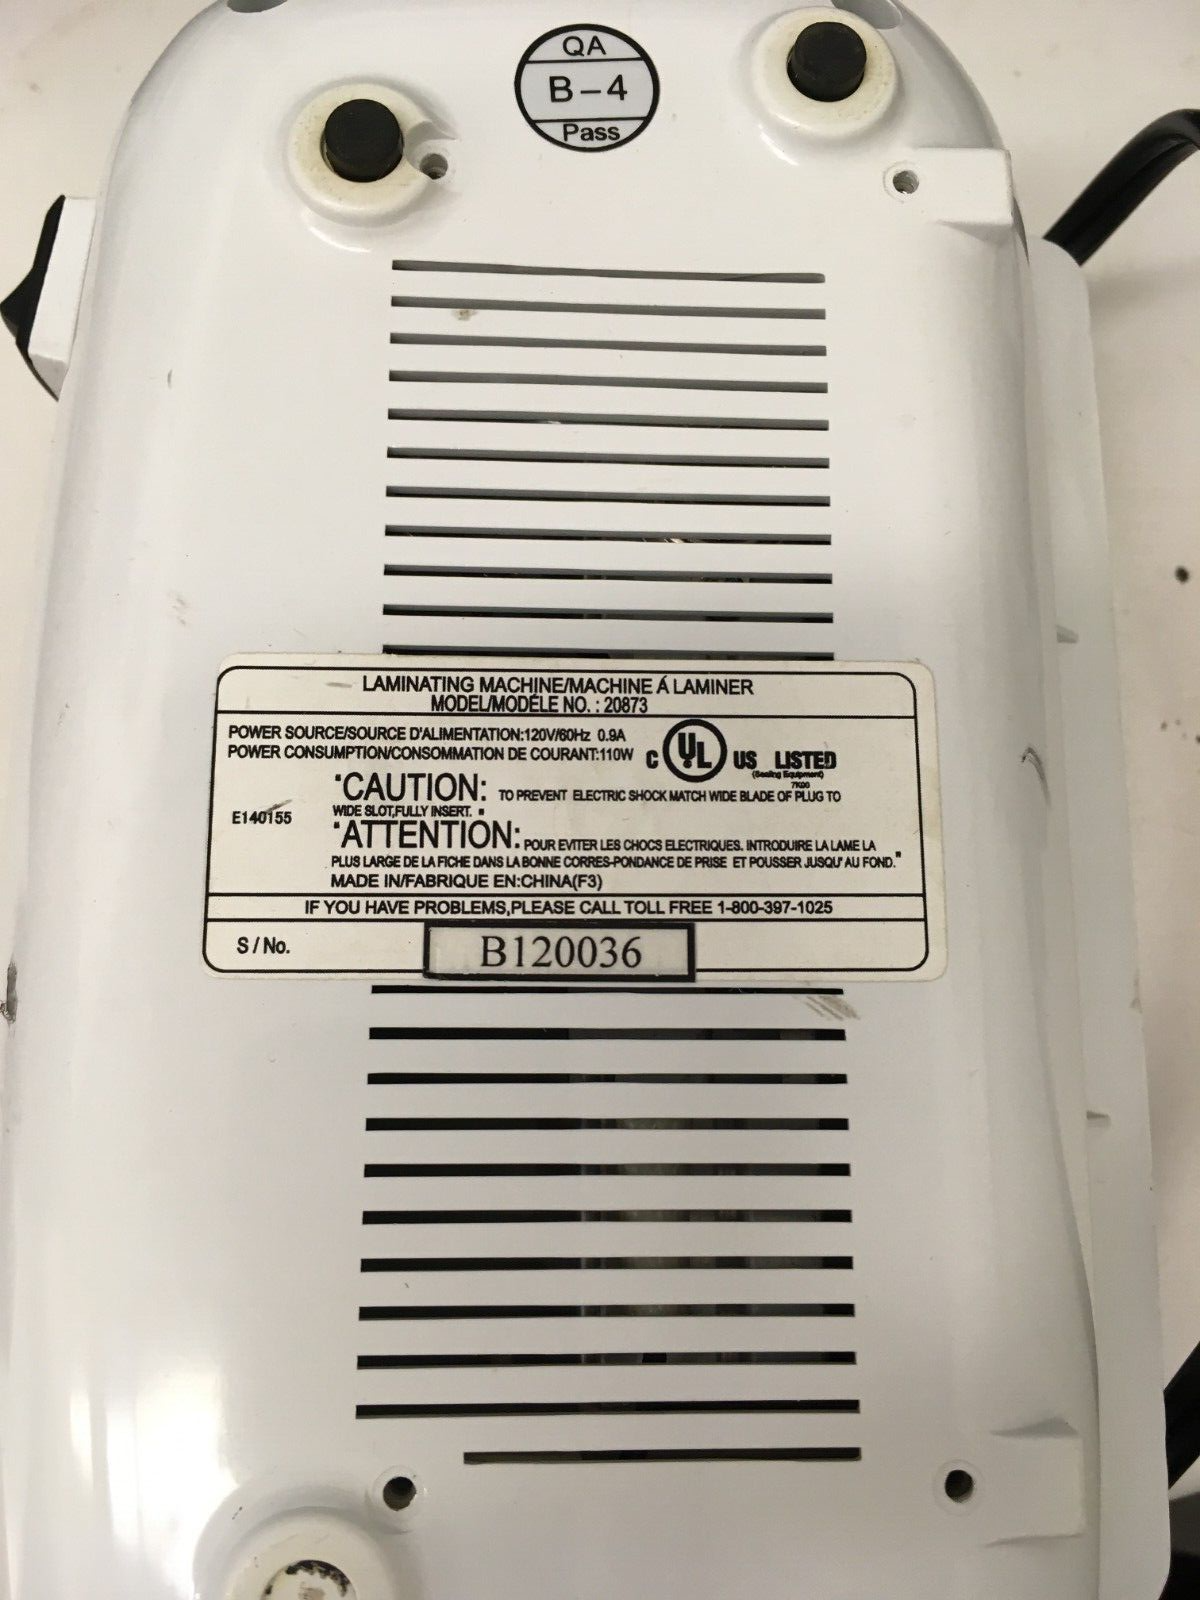 QA
B-4
Pass
LAMINATING MACHINE/MACHINE Á LAMINER
MODEL/MODÉLE NO. : 20873
POWER SOURCE/SOURCE D'ALIMENTATION:120V/60Hz 0.9A
POWER CONSUMPTION/CONSOMMATION DE COURANT:110W
C UL US LISTED
(Sealing Equipment)
7K00
E140155
"CAUTION: TO PREVENT ELECTRIC SHOCK MATCH WIDE BLADE OF PLUG TO
WIDE SLOT,FULLY INSERT. "
"ATTENTION: POUR EVITER LES CHOCS ELECTRIQUES. INTRODUIRE LA LAME LA
PLUS LARGE DE LA FICHE DANS LA BONNE CORRES-PONDANCE DE PRISE ET POUSSER JUSQU' AU FOND."
MADE IN/FABRIQUE EN:CHINA(F3)
IF YOU HAVE PROBLEMS,PLEASE CALL TOLL FREE 1-800-397-1025
S / No.
B120036